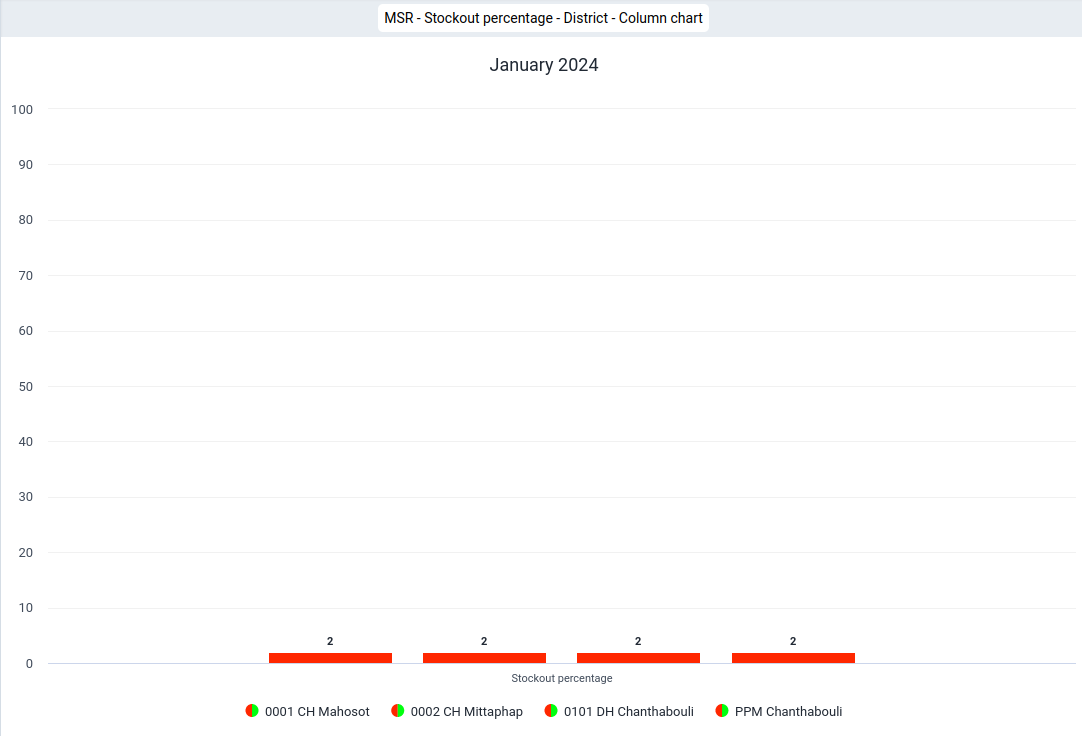 MSR - Stockout percentage - District - Column chart
January 2024
100
90
80
70
60
50
40
30
20
10
0
2 2 2 2
Stockout percentage
0001 CH Mahosot 0002 CH Mittaphap 0101 DH Chanthabouli PPM Chanthabouli